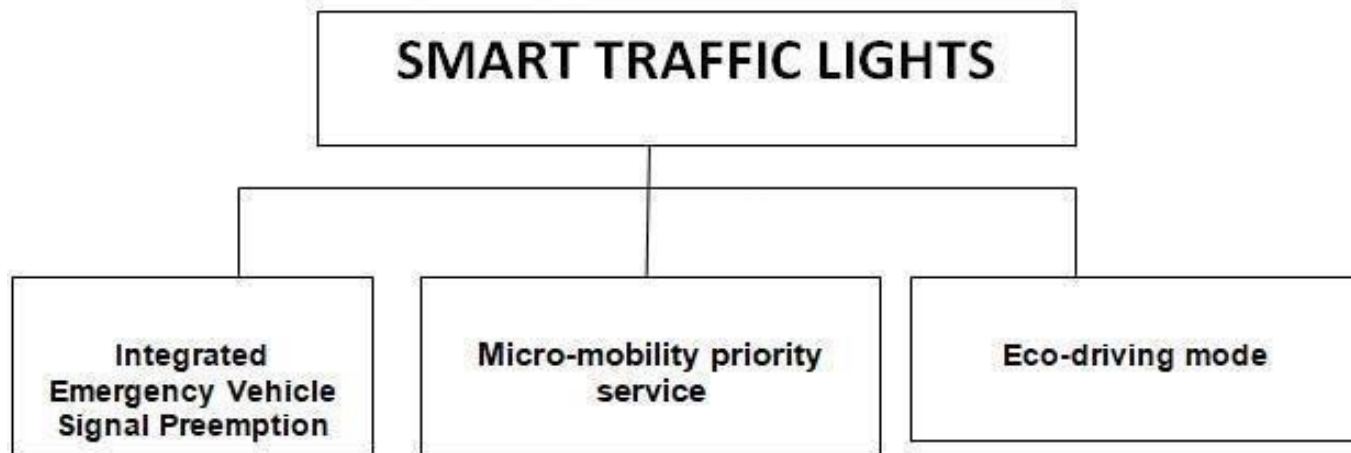 SMART TRAFFIC LIGHTS
Integrated
Emergency Vehicle
Signal Preemption
Micro-mobility priority
service
Eco-driving mode